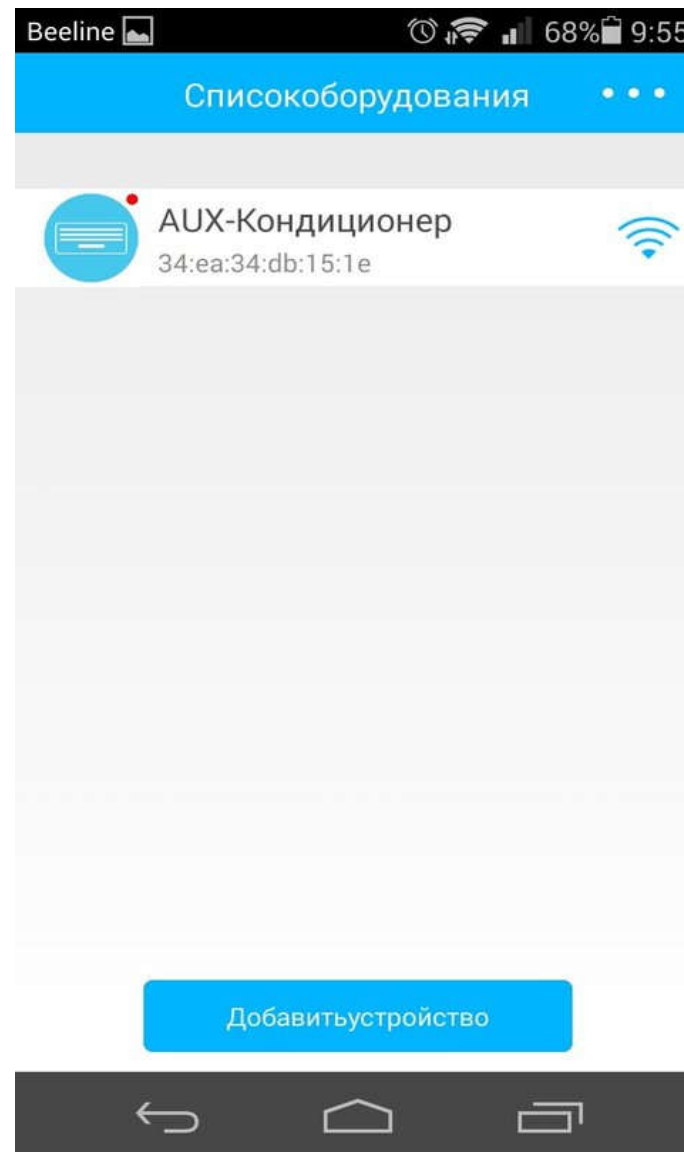 Beeline 68% 9:55
Списокоборудования
AUX-Кондиционер
34:ea:34:db:15:1e
Добавитьустройство